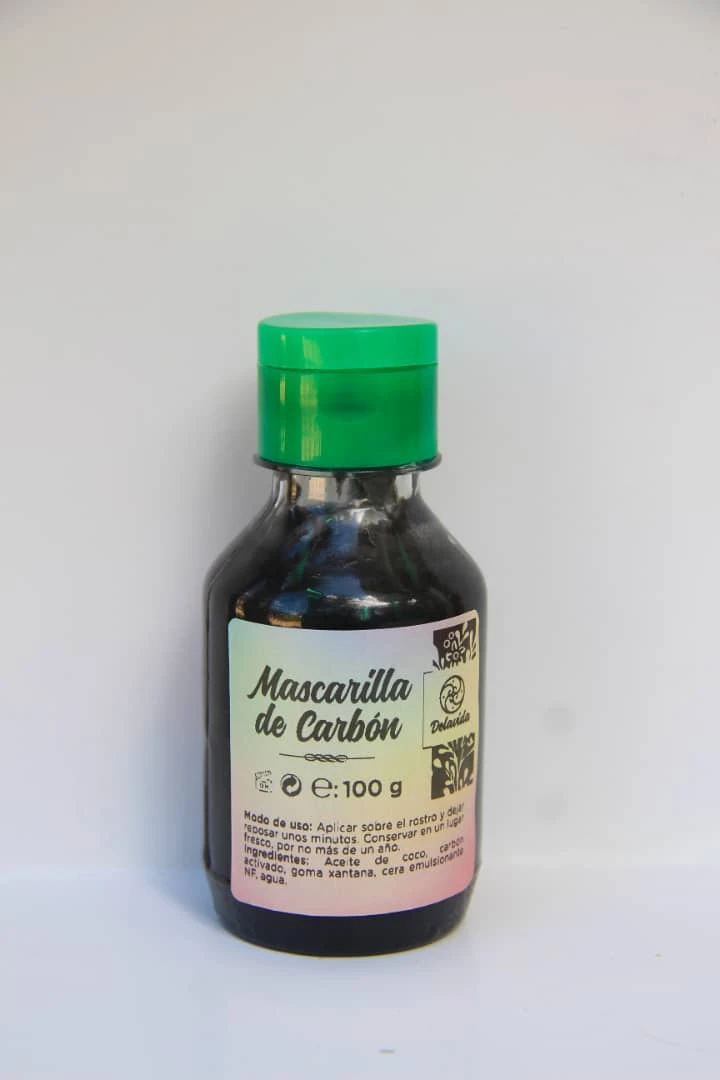 Mascarilla
de Carbón
Delavida
℮: 100 g
Modo de uso: Aplicar sobre el rostro y dejar
reposar unos minutos. Conservar en un lugar
fresco, por no más de un año.
Ingredientes: Aceite de coco, carbón
activado, goma xantana, cera emulsionante
NF, agua.